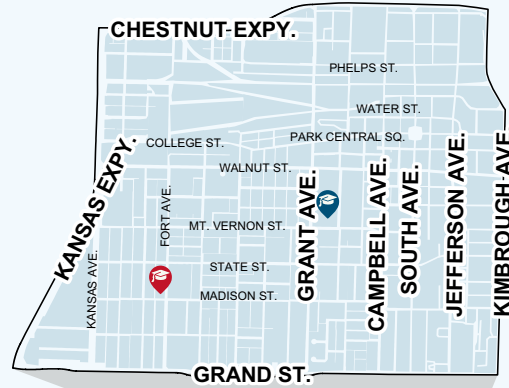 CHESTNUT EXPY.
PHELPS ST.
WATER ST.
PARK CENTRAL SQ.
COLLEGE ST.
WALNUT ST.
KANSAS EXPY.
FORT AVE.
GRANT AVE.
CAMPBELL AVE.
SOUTH AVE.
JEFFERSON AVE.
KIMBROUGH AVE
MT. VERNON ST.
STATE ST.
KANSAS AVE.
MADISON ST.
GRAND ST.